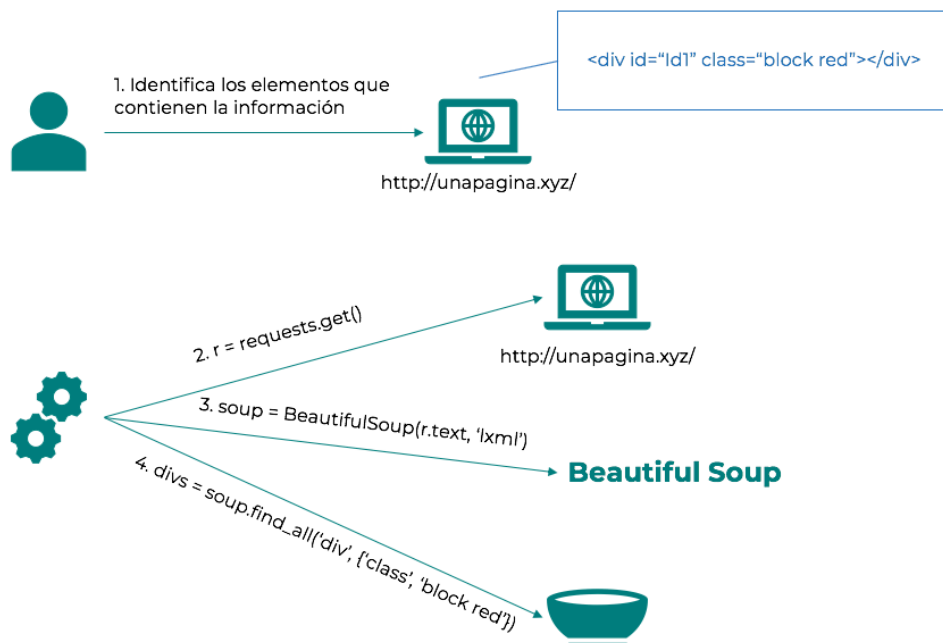 <div id=“Id1” class=“block red”></div>
1. Identifica los elementos que
contienen la información
http://unapagina.xyz/
2. r = requests.get()
http://unapagina.xyz/
3. soup = BeautifulSoup(r.text, ‘lxml’)
Beautiful Soup
4. divs = soup.find_all(‘div’, {‘class’, ‘block red’})